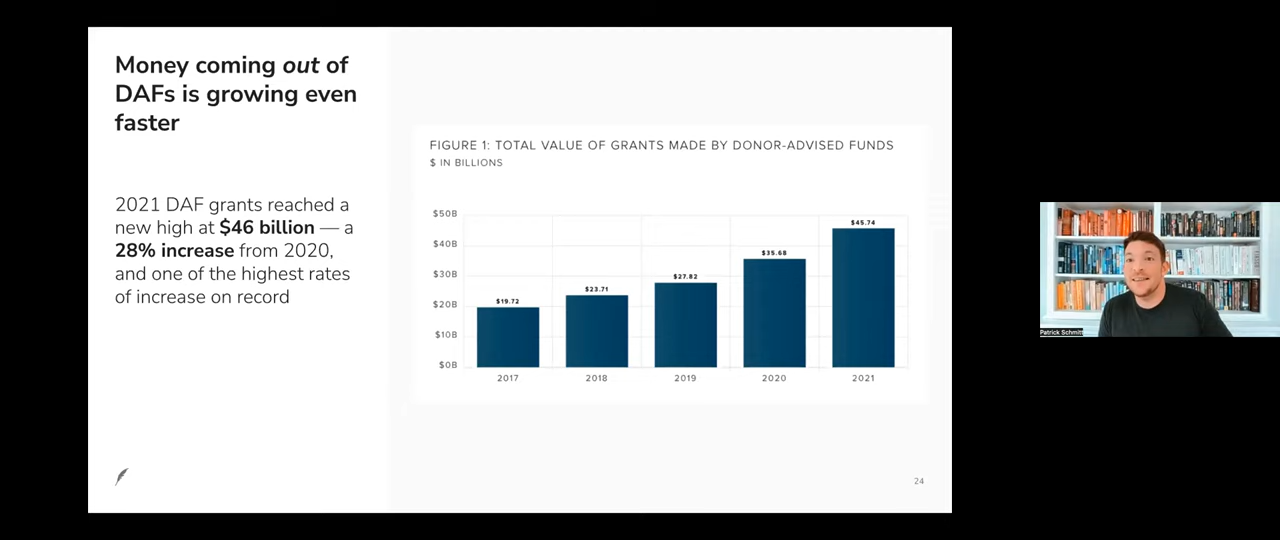 Money coming out of
DAFs is growing even
faster
2021 DAF grants reached a
new high at $46 billion — a
28% increase from 2020,
and one of the highest rates
of increase on record
FIGURE 1: TOTAL VALUE OF GRANTS MADE BY DONOR-ADVISED FUNDS
$ IN BILLIONS
$50B
$40B
$30B
$20B
$10B
$0B
$19.72
$23.71
$27.82
$35.68
$45.74
2017
2018
2019
2020
2021
24
Patrick Schmitt